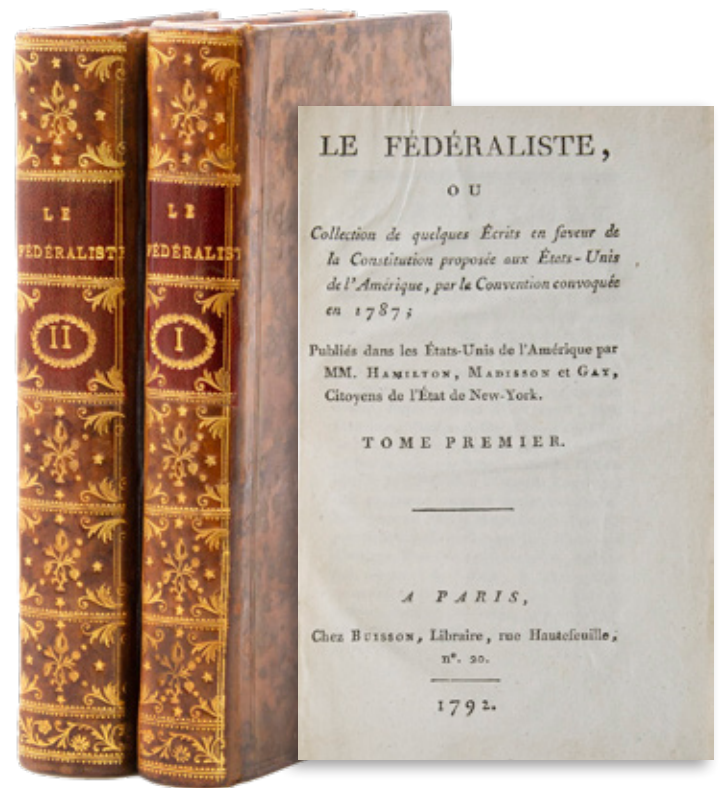 LE
FÉDÉRALISTE
II
LE
FÉDÉRALIST
I
LE FÉDÉRALISTE,
OU
Collection de quelques Écrits en faveur de
la Constitution proposée aux États-Unis
de l'Amérique, par la Convention convoquée
en 1787;
Publiés dans les États-Unis de l'Amérique par
MM. HAMILTON, MADISSON et GAY,
Citoyens de l'État de New-York.
TOME PREMIER.
A PARIS,
Chez BUISSON, Libraire, rue Hautefeuille,
n°. 20.
1792.